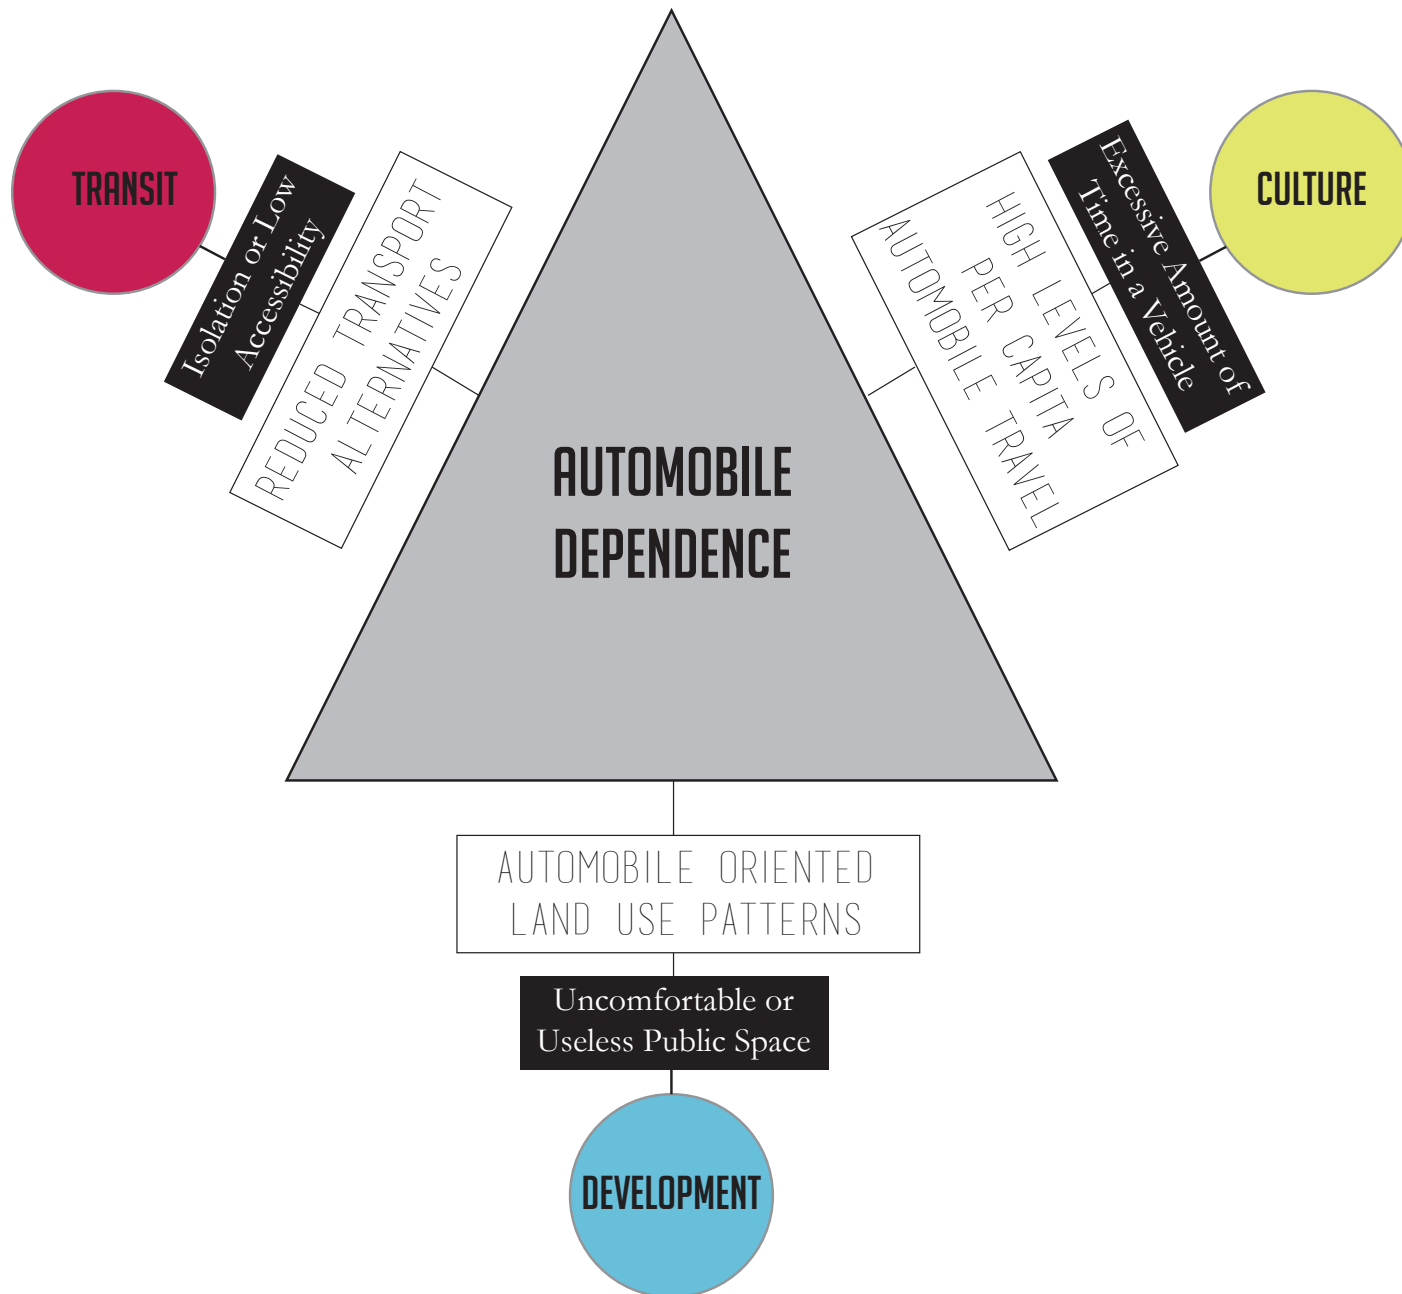 TRANSIT
Isolation or Low
Accessibility
REDUCED TRANSPORT
ALTERNATIVES
CULTURE
Excessive Amount of
Time in a Vehicle
HIGH LEVELS OF
PER CAPITA
AUTOMOBILE TRAVEL
AUTOMOBILE
DEPENDENCE
AUTOMOBILE ORIENTED
LAND USE PATTERNS
Uncomfortable or
Useless Public Space
DEVELOPMENT